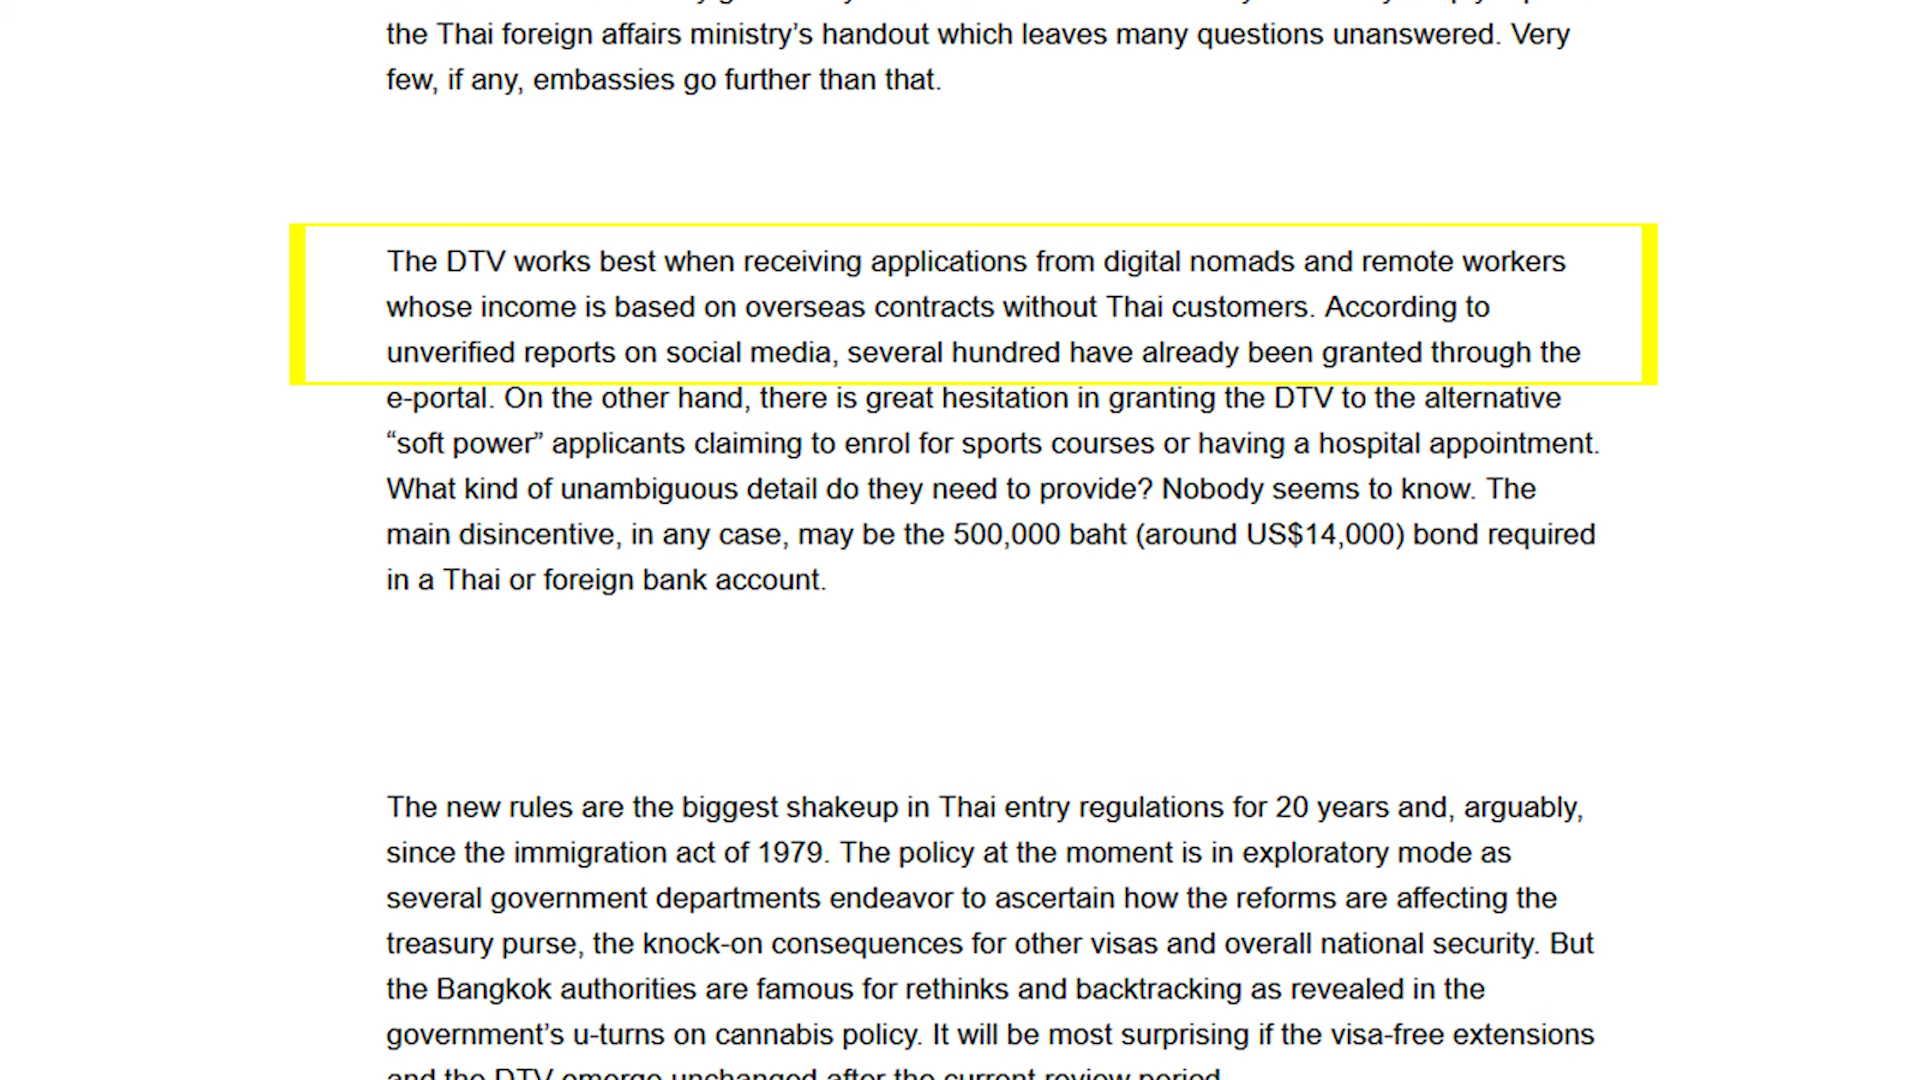 the Thai foreign affairs ministry’s handout which leaves many questions unanswered. Very
few, if any, embassies go further than that.
The DTV works best when receiving applications from digital nomads and remote workers
whose income is based on overseas contracts without Thai customers. According to
unverified reports on social media, several hundred have already been granted through the
e-portal. On the other hand, there is great hesitation in granting the DTV to the alternative
“soft power” applicants claiming to enrol for sports courses or having a hospital appointment.
What kind of unambiguous detail do they need to provide? Nobody seems to know. The
main disincentive, in any case, may be the 500,000 baht (around US$14,000) bond required
in a Thai or foreign bank account.
The new rules are the biggest shakeup in Thai entry regulations for 20 years and, arguably,
since the immigration act of 1979. The policy at the moment is in exploratory mode as
several government departments endeavor to ascertain how the reforms are affecting the
treasury purse, the knock-on consequences for other visas and overall national security. But
the Bangkok authorities are famous for rethinks and backtracking as revealed in the
government’s u-turns on cannabis policy. It will be most surprising if the visa-free extensions
and the DTV emerge unchanged after the current review period.